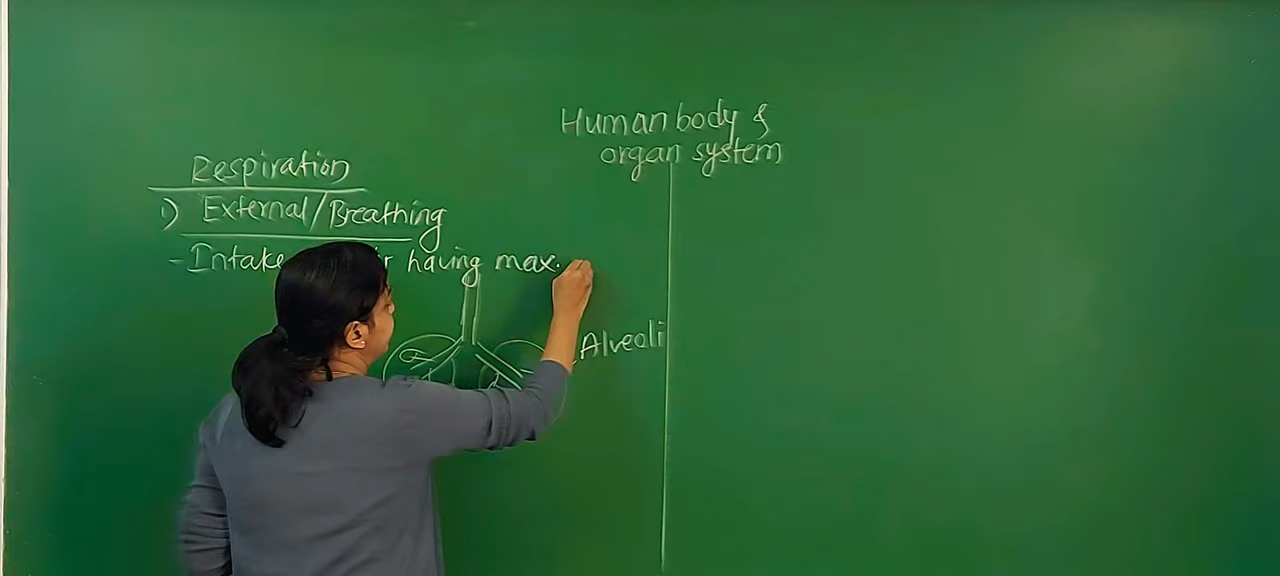 Human body &
organ system
Respiration
1) External/Breathing
- Intake having max.
Alveoli